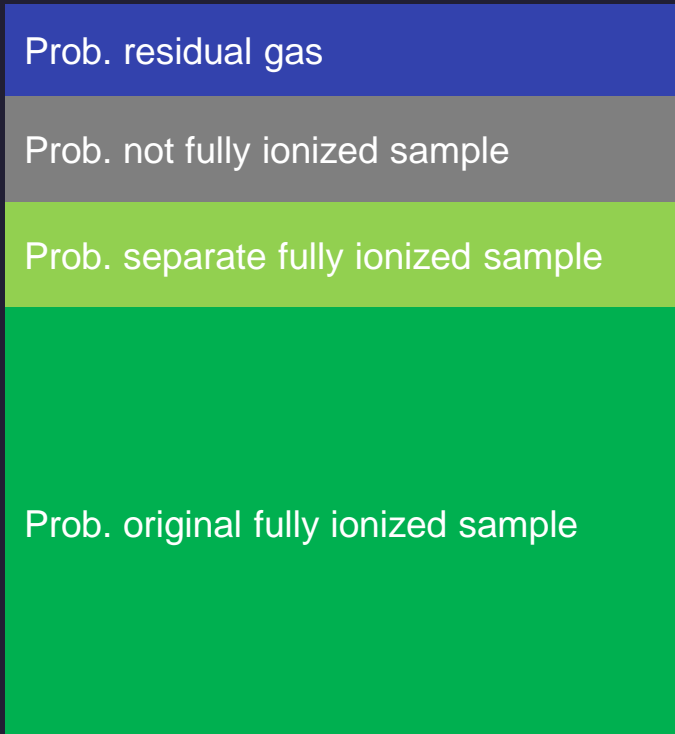 Prob. residual gas
Prob. not fully ionized sample
Prob. separate fully ionized sample
Prob. original fully ionized sample